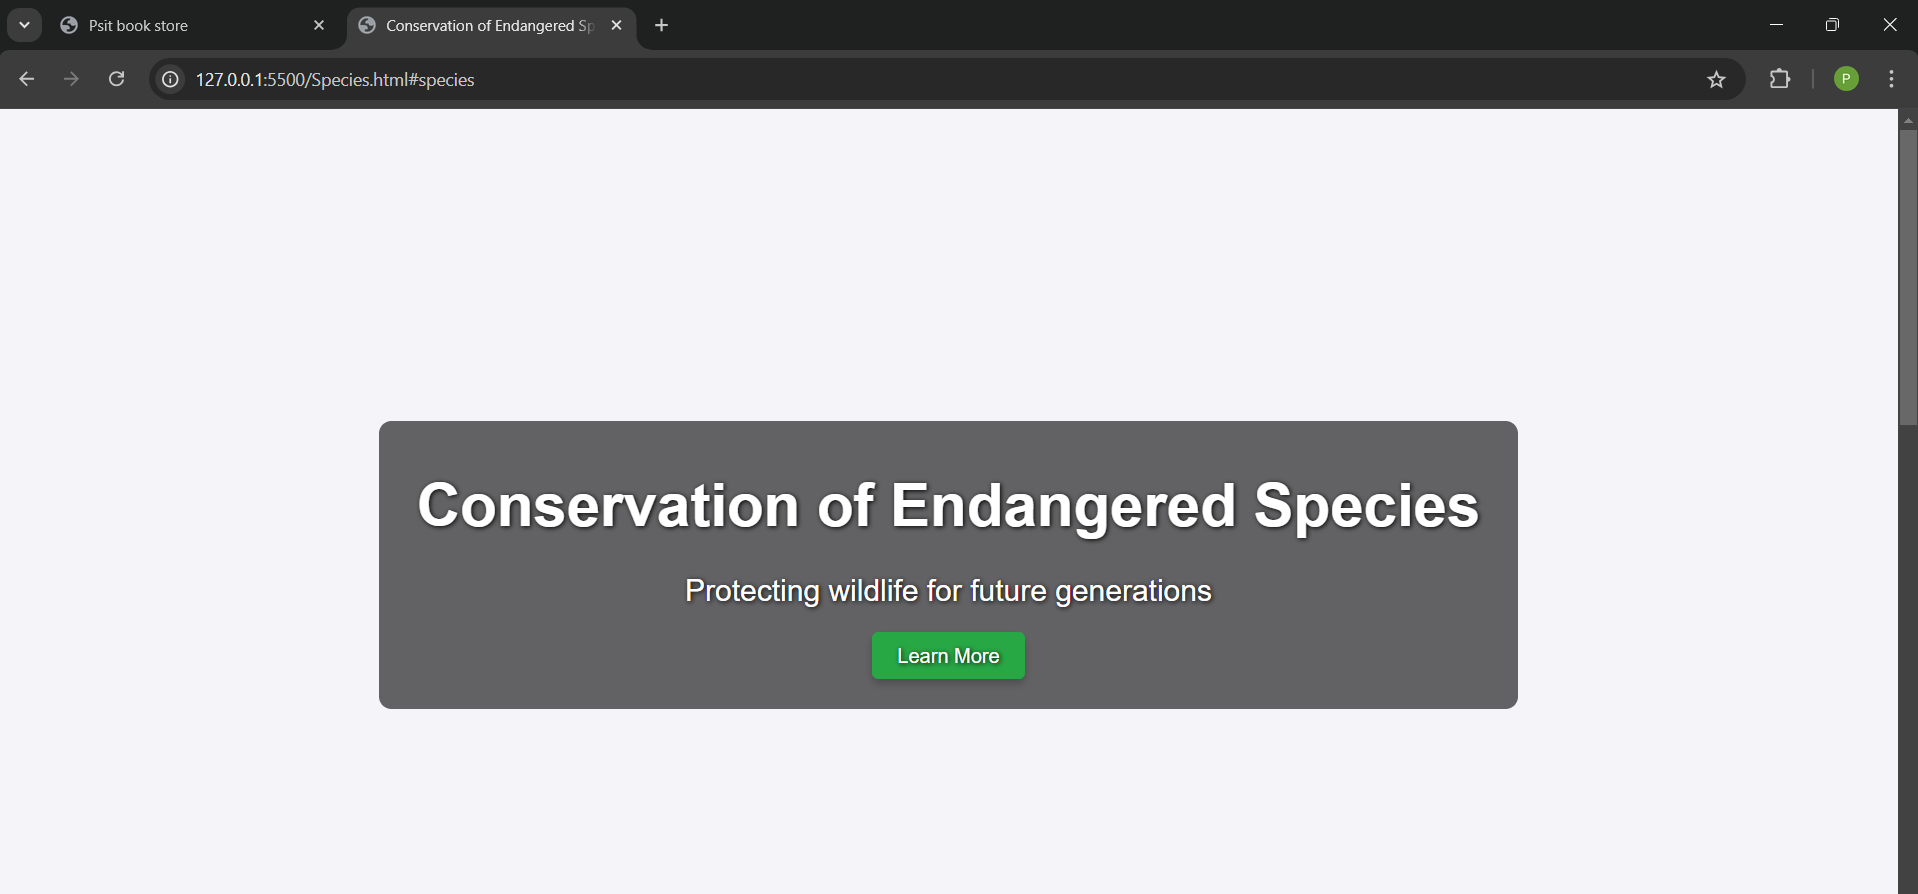 Psit book store
Conservation of Endangered Sp
127.0.0.1:5500/Species.html#species
P
Conservation of Endangered Species
Protecting wildlife for future generations
Learn More